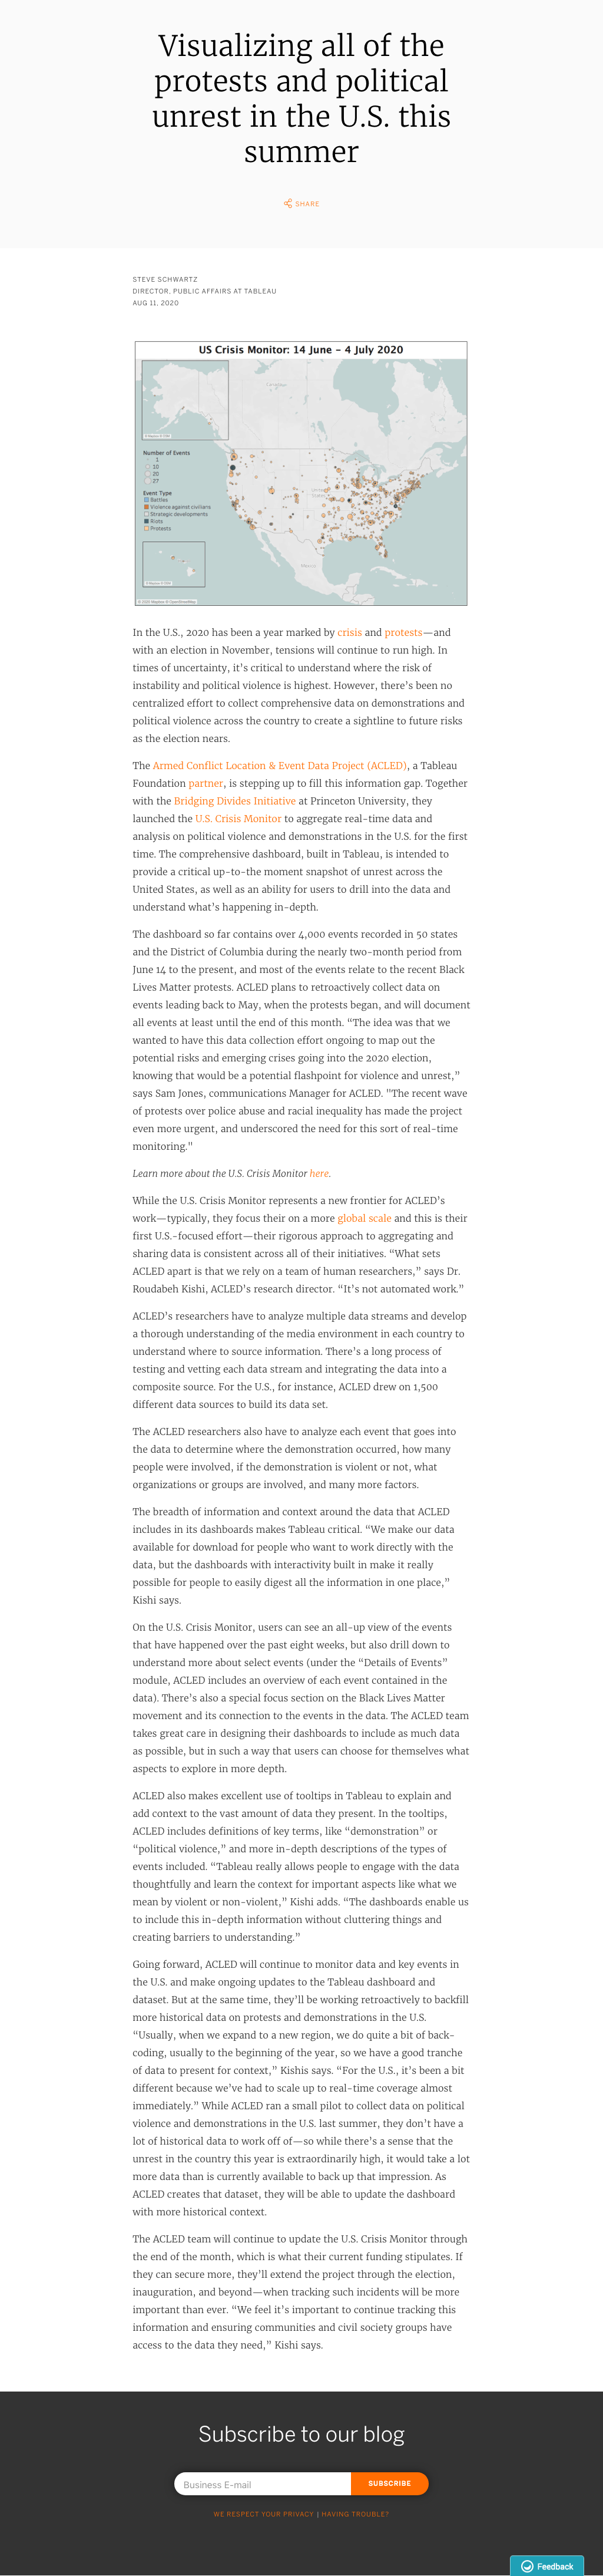 Visualizing all of the
protests and political
unrest in the U.S. this
summer
SHARE
STEVE SCHWARTZ
DIRECTOR, PUBLIC AFFAIRS AT TABLEAU
AUG 11, 2020
US Crisis Monitor: 14 June – 4 July 2020
Number of Events
1
10
20
27
Event Type
Battles
Violence against civilians
Strategic developments
Riots
Protests
United
States
Mexico
In the U.S., 2020 has been a year marked by crisis and protests—and
with an election in November, tensions will continue to run high. In
times of uncertainty, it’s critical to understand where the risk of
instability and political violence is highest. However, there’s been no
centralized effort to collect comprehensive data on demonstrations and
political violence across the country to create a sightline to future risks
as the election nears.
The Armed Conflict Location & Event Data Project (ACLED), a Tableau
Foundation partner, is stepping up to fill this information gap. Together
with the Bridging Divides Initiative at Princeton University, they
launched the U.S. Crisis Monitor to aggregate real-time data and
analysis on political violence and demonstrations in the U.S. for the first
time. The comprehensive dashboard, built in Tableau, is intended to
provide a critical up-to-the moment snapshot of unrest across the
United States, as well as an ability for users to drill into the data and
understand what’s happening in-depth.
The dashboard so far contains over 4,000 events recorded in 50 states
and the District of Columbia during the nearly two-month period from
June 14 to the present, and most of the events relate to the recent Black
Lives Matter protests. ACLED plans to retroactively collect data on
events leading back to May, when the protests began, and will document
all events at least until the end of this month. “The idea was that we
wanted to have this data collection effort ongoing to map out the
potential risks and emerging crises going into the 2020 election,
knowing that would be a potential flashpoint for violence and unrest,”
says Sam Jones, communications Manager for ACLED. "The recent wave
of protests over police abuse and racial inequality has made the project
even more urgent, and underscored the need for this sort of real-time
monitoring."
Learn more about the U.S. Crisis Monitor here.
While the U.S. Crisis Monitor represents a new frontier for ACLED’s
work—typically, they focus their on a more global scale and this is their
first U.S.-focused effort—their rigorous approach to aggregating and
sharing data is consistent across all of their initiatives. “What sets
ACLED apart is that we rely on a team of human researchers,” says Dr.
Roudabeh Kishi, ACLED’s research director. “It’s not automated work.”
ACLED’s researchers have to analyze multiple data streams and develop
a thorough understanding of the media environment in each country to
understand where to source information. There’s a long process of
testing and vetting each data stream and integrating the data into a
composite source. For the U.S., for instance, ACLED drew on 1,500
different data sources to build its data set.
The ACLED researchers also have to analyze each event that goes into
the data to determine where the demonstration occurred, how many
people were involved, if the demonstration is violent or not, what
organizations or groups are involved, and many more factors.
The breadth of information and context around the data that ACLED
includes in its dashboards makes Tableau critical. “We make our data
available for download for people who want to work directly with the
data, but the dashboards with interactivity built in make it really
possible for people to easily digest all the information in one place,”
Kishi says.
On the U.S. Crisis Monitor, users can see an all-up view of the events
that have happened over the past eight weeks, but also drill down to
understand more about select events (under the “Details of Events”
module, ACLED includes an overview of each event contained in the
data). There’s also a special focus section on the Black Lives Matter
movement and its connection to the events in the data. The ACLED team
takes great care in designing their dashboards to include as much data
as possible, but in such a way that users can choose for themselves what
aspects to explore in more depth.
ACLED also makes excellent use of tooltips in Tableau to explain and
add context to the vast amount of data they present. In the tooltips,
ACLED includes definitions of key terms, like “demonstration” or
“political violence,” and more in-depth descriptions of the types of
events included. “Tableau really allows people to engage with the data
thoughtfully and learn the context for important aspects like what we
mean by violent or non-violent,” Kishi adds. “The dashboards enable us
to include this in-depth information without cluttering things and
creating barriers to understanding.”
Going forward, ACLED will continue to monitor data and key events in
the U.S. and make ongoing updates to the Tableau dashboard and
dataset. But at the same time, they’ll be working retroactively to backfill
more historical data on protests and demonstrations in the U.S.
“Usually, when we expand to a new region, we do quite a bit of back-
coding, usually to the beginning of the year, so we have a good tranche
of data to present for context,” Kishis says. “For the U.S., it’s been a bit
different because we’ve had to scale up to real-time coverage almost
immediately.” While ACLED ran a small pilot to collect data on political
violence and demonstrations in the U.S. last summer, they don’t have a
lot of historical data to work off of—so while there’s a sense that the
unrest in the country this year is extraordinarily high, it would take a lot
more data than is currently available to back up that impression. As
ACLED creates that dataset, they will be able to update the dashboard
with more historical context.
The ACLED team will continue to update the U.S. Crisis Monitor through
the end of the month, which is what their current funding stipulates. If
they can secure more, they’ll extend the project through the election,
inauguration, and beyond—when tracking such incidents will be more
important than ever. “We feel it’s important to continue tracking this
information and ensuring communities and civil society groups have
access to the data they need,” Kishi says.
Subscribe to our blog
Business E-mail
SUBSCRIBE
WE RESPECT YOUR PRIVACY | HAVING TROUBLE?
Feedback